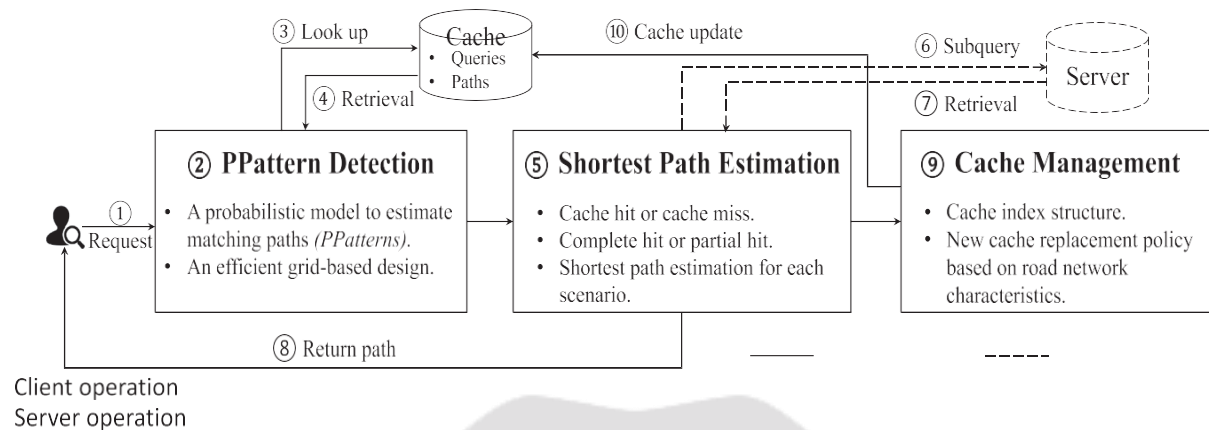 ③ Look up
Cache
• Queries
• Paths
④ Retrieval
⑩ Cache update
⑥ Subquery
Server
⑦ Retrieval
① Request
② PPattern Detection
• A probabilistic model to estimate
matching paths (PPatterns).
• An efficient grid-based design.
⑤ Shortest Path Estimation
• Cache hit or cache miss.
• Complete hit or partial hit.
• Shortest path estimation for each
scenario.
⑨ Cache Management
• Cache index structure.
• New cache replacement policy
based on road network
characteristics.
⑧ Return path
Client operation
Server operation